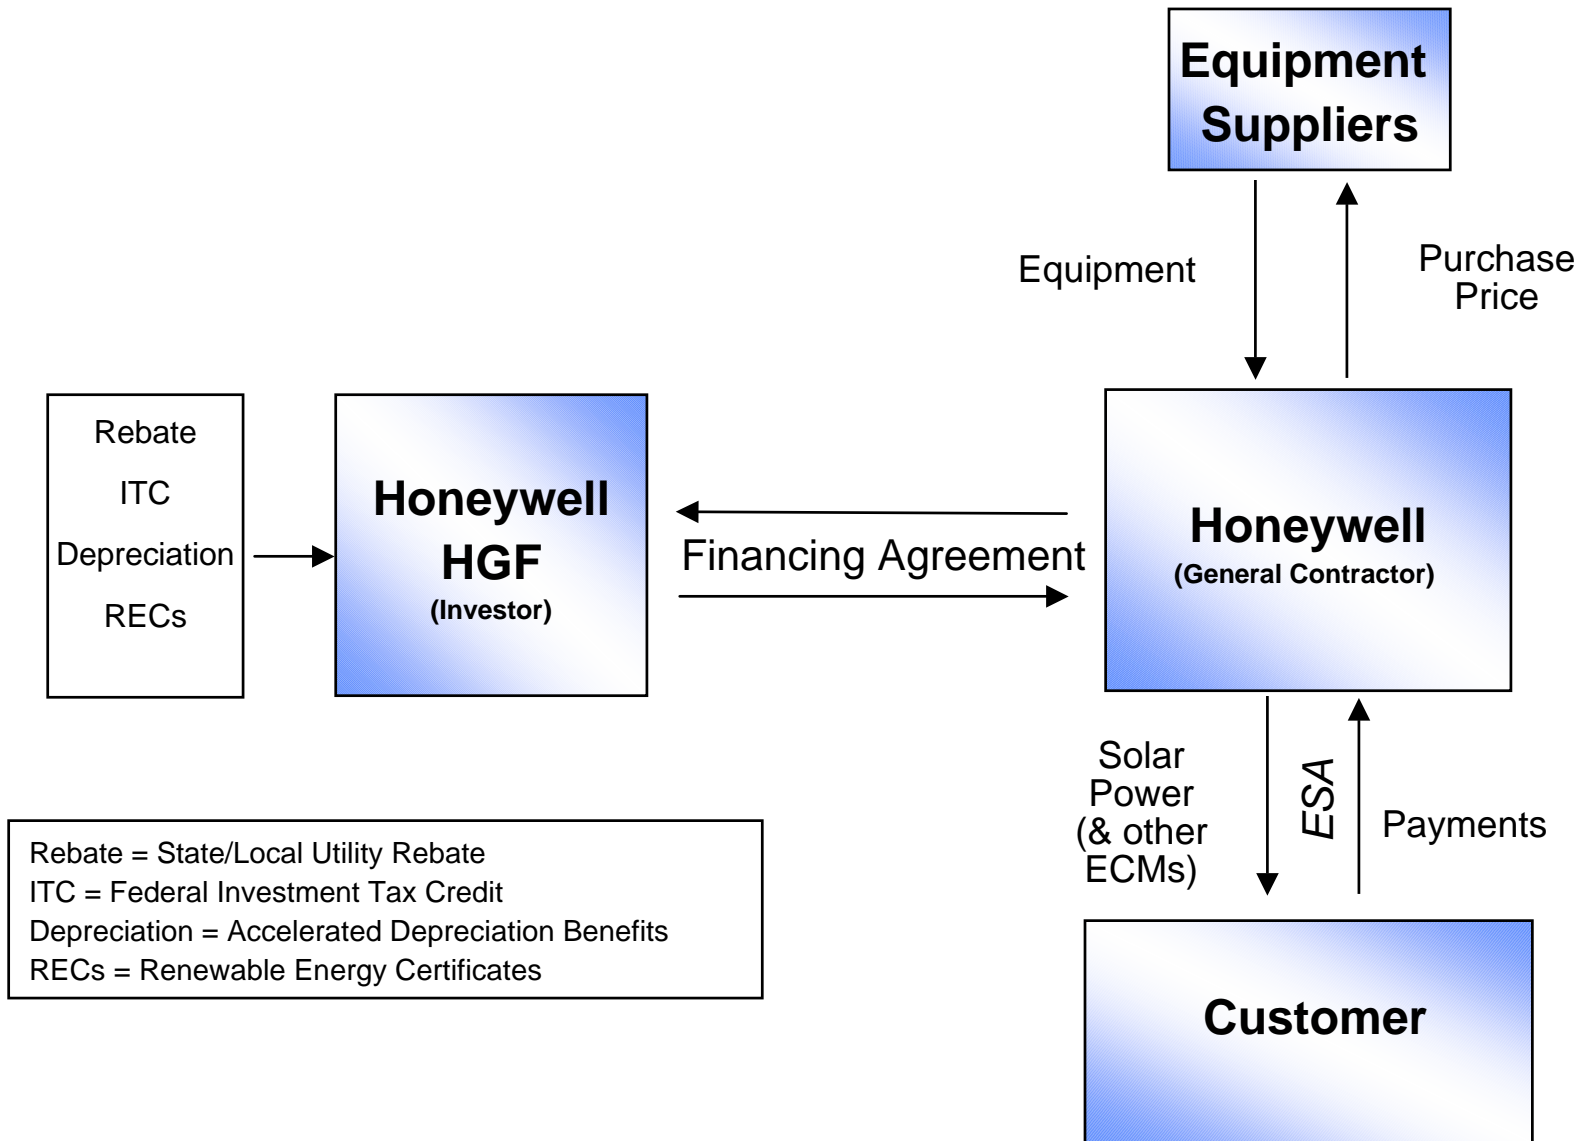 Equipment
Suppliers
Equipment
Purchase
Price
Rebate
ITC
Depreciation
RECs
Honeywell
HGF
(Investor)
Financing Agreement
Honeywell
(General Contractor)
Solar
Power
(& other
ECMs)
ESA
Payments
Rebate = State/Local Utility Rebate
ITC = Federal Investment Tax Credit
Depreciation = Accelerated Depreciation Benefits
RECs = Renewable Energy Certificates
Customer